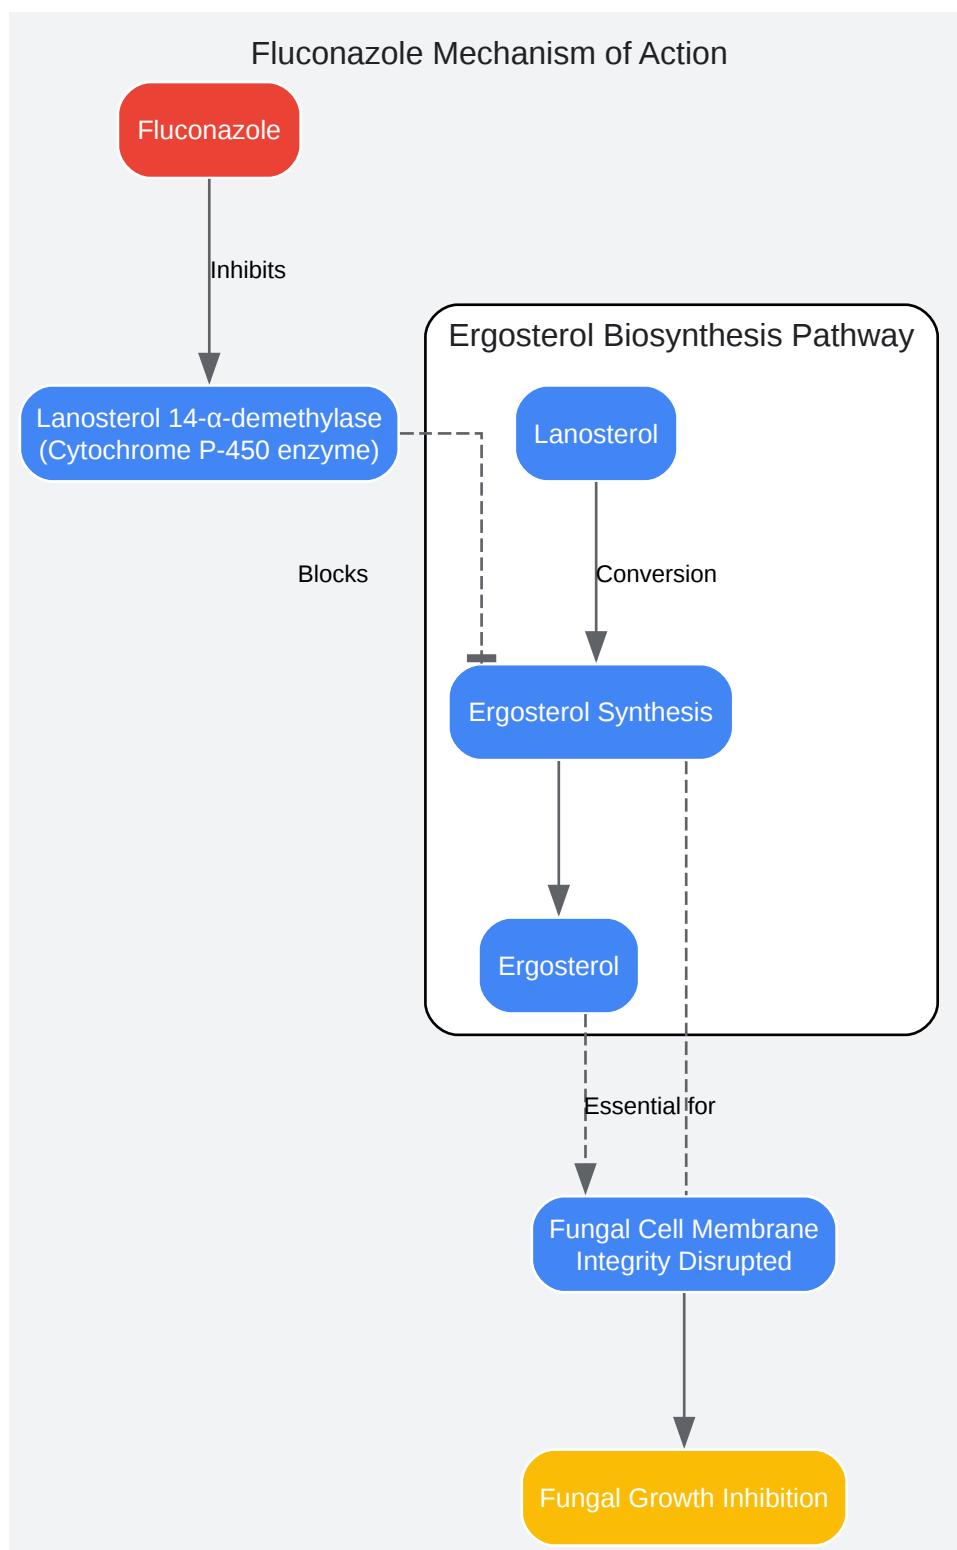 Fluconazole Mechanism of Action
Fluconazole
Inhibits
Ergosterol Biosynthesis Pathway
Lanosterol 14-α-demethylase
(Cytochrome P-450 enzyme)
Lanosterol
Blocks
Conversion
Ergosterol Synthesis
Ergosterol
Essential for
Fungal Cell Membrane
Integrity Disrupted
Fungal Growth Inhibition